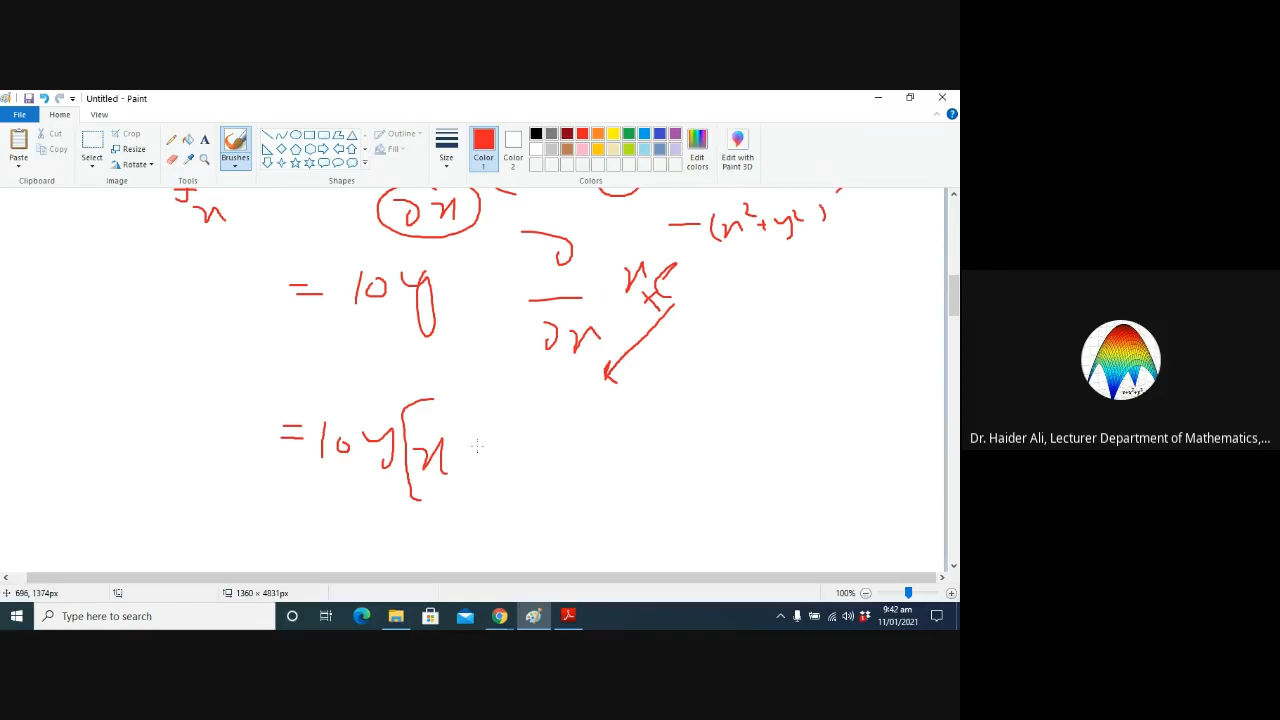 Untitled - Paint
File Home View
Paste Cut Copy Select Crop Resize Rotate Brushes Outline Fill Size Color 1 Color 2 Edit colors Edit with Paint 3D
Clipboard Image Tools Shapes Colors
f_x ∂x
-(x²+y²)
= 10y ∂/∂x x
= 10y[x
Dr. Haider Ali, Lecturer Department of Mathematics,...
696, 1374px 1360 × 4831px 100%
Type here to search 9:42 am
11/01/2021